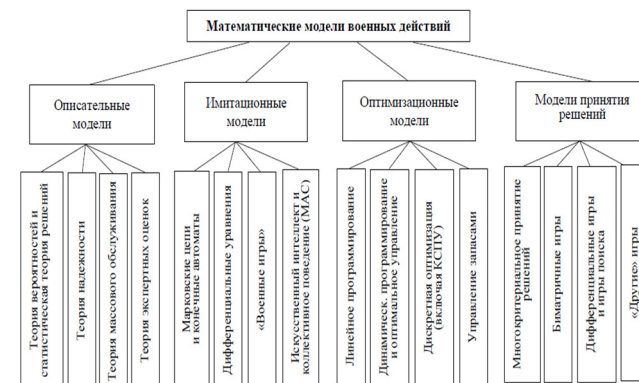 Математические модели военных действий
Описательные
модели
Имитационные
модели
Оптимизационные
модели
Модели принятия
решений
Теория вероятностей и
статистическая теория решений
Теория надежности
Теория массового обслуживания
Теория экспертных оценок
Марковские цепи
и конечные автоматы
Дифференциальные уравнения
«Военные игры»
Искусственный интеллект и
коллективное поведение (МАС)
Линейное программирование
Динамическ. программирование
и оптимальное управление
Дискретная оптимизация
(включая КСПУ)
Управление запасами
Многокритериальное принятие
решений
Биматричные игры
Дифференциальные игры
и игры поиска
«Другие» игры